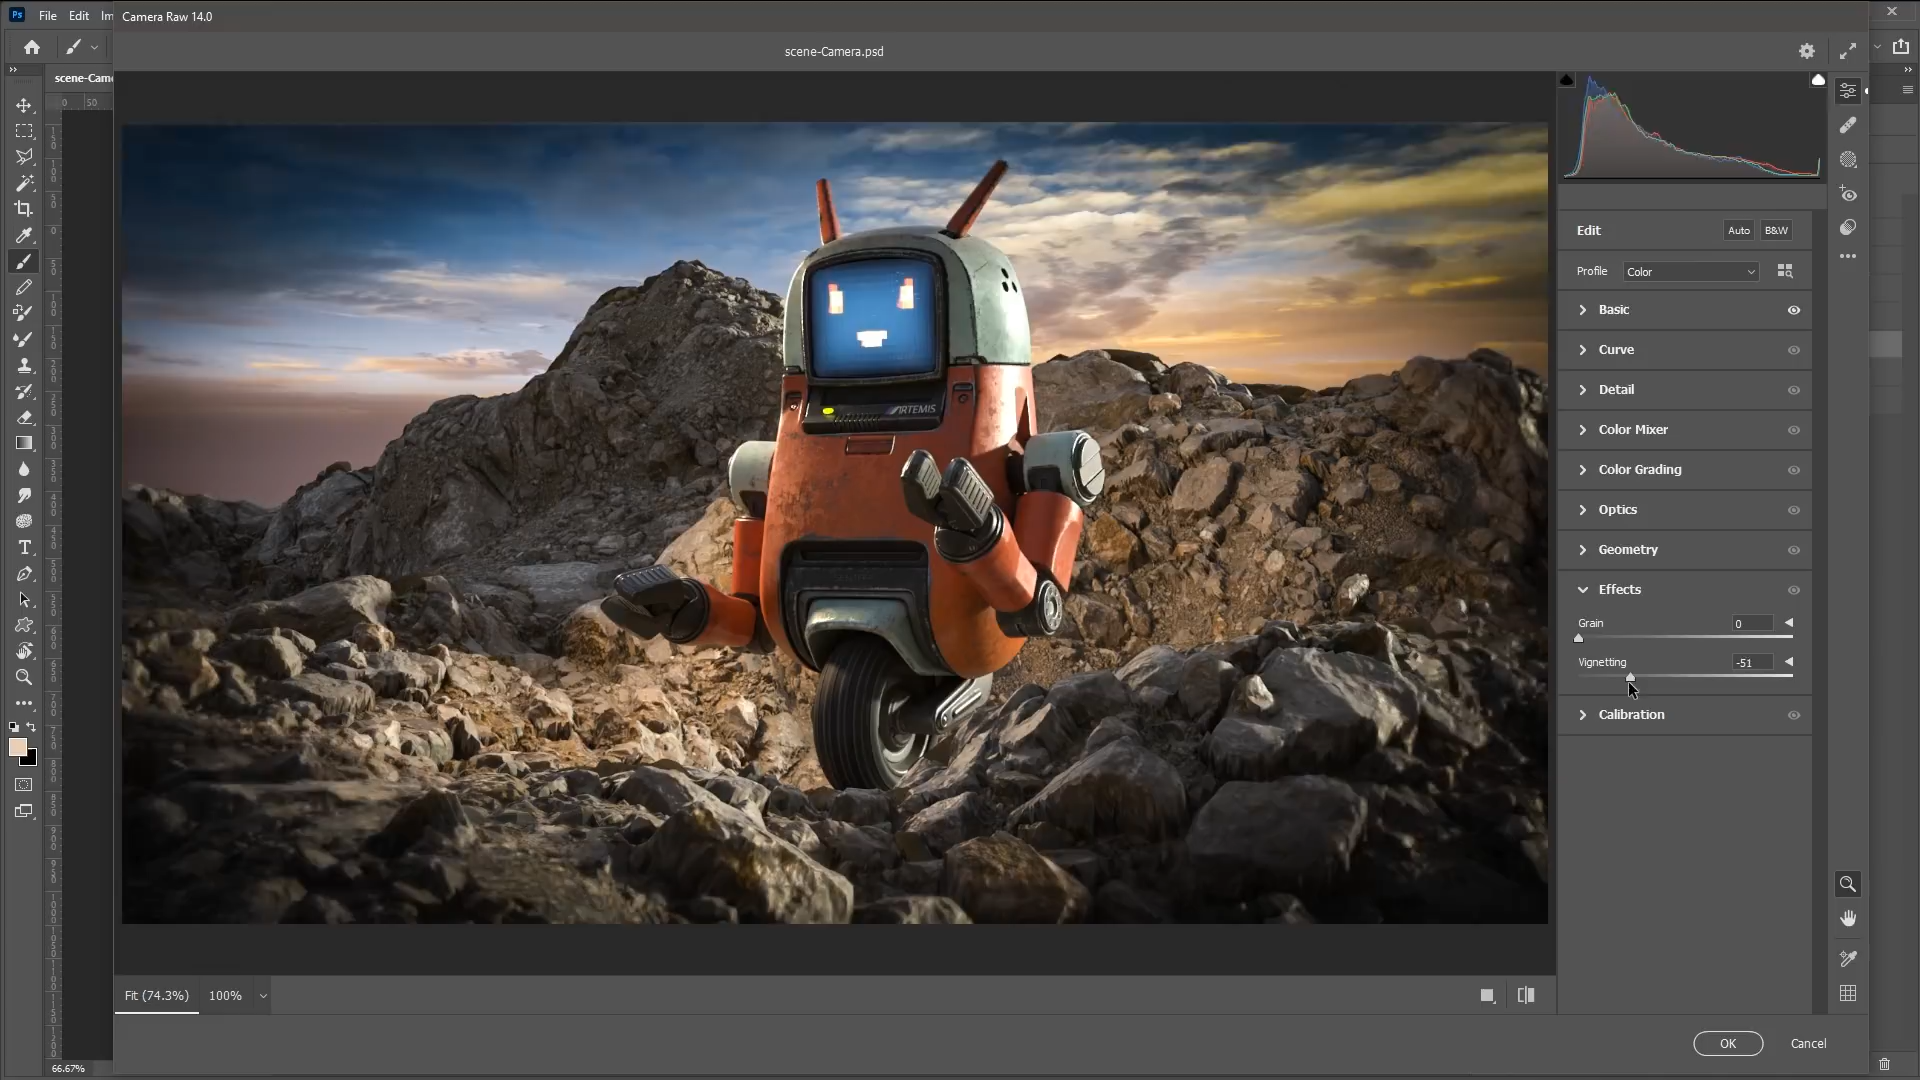 Ps File Edit Im
Camera Raw 14.0
scene-Camera.psd
scene-Came
0 50
Edit Auto B&W
Profile Color
Basic
Curve
Detail
Color Mixer
Color Grading
Optics
Geometry
Effects
Grain 0
Vignetting -51
Calibration
ARTEMIS
Fit (74.3%) 100%
OK Cancel
66.67%